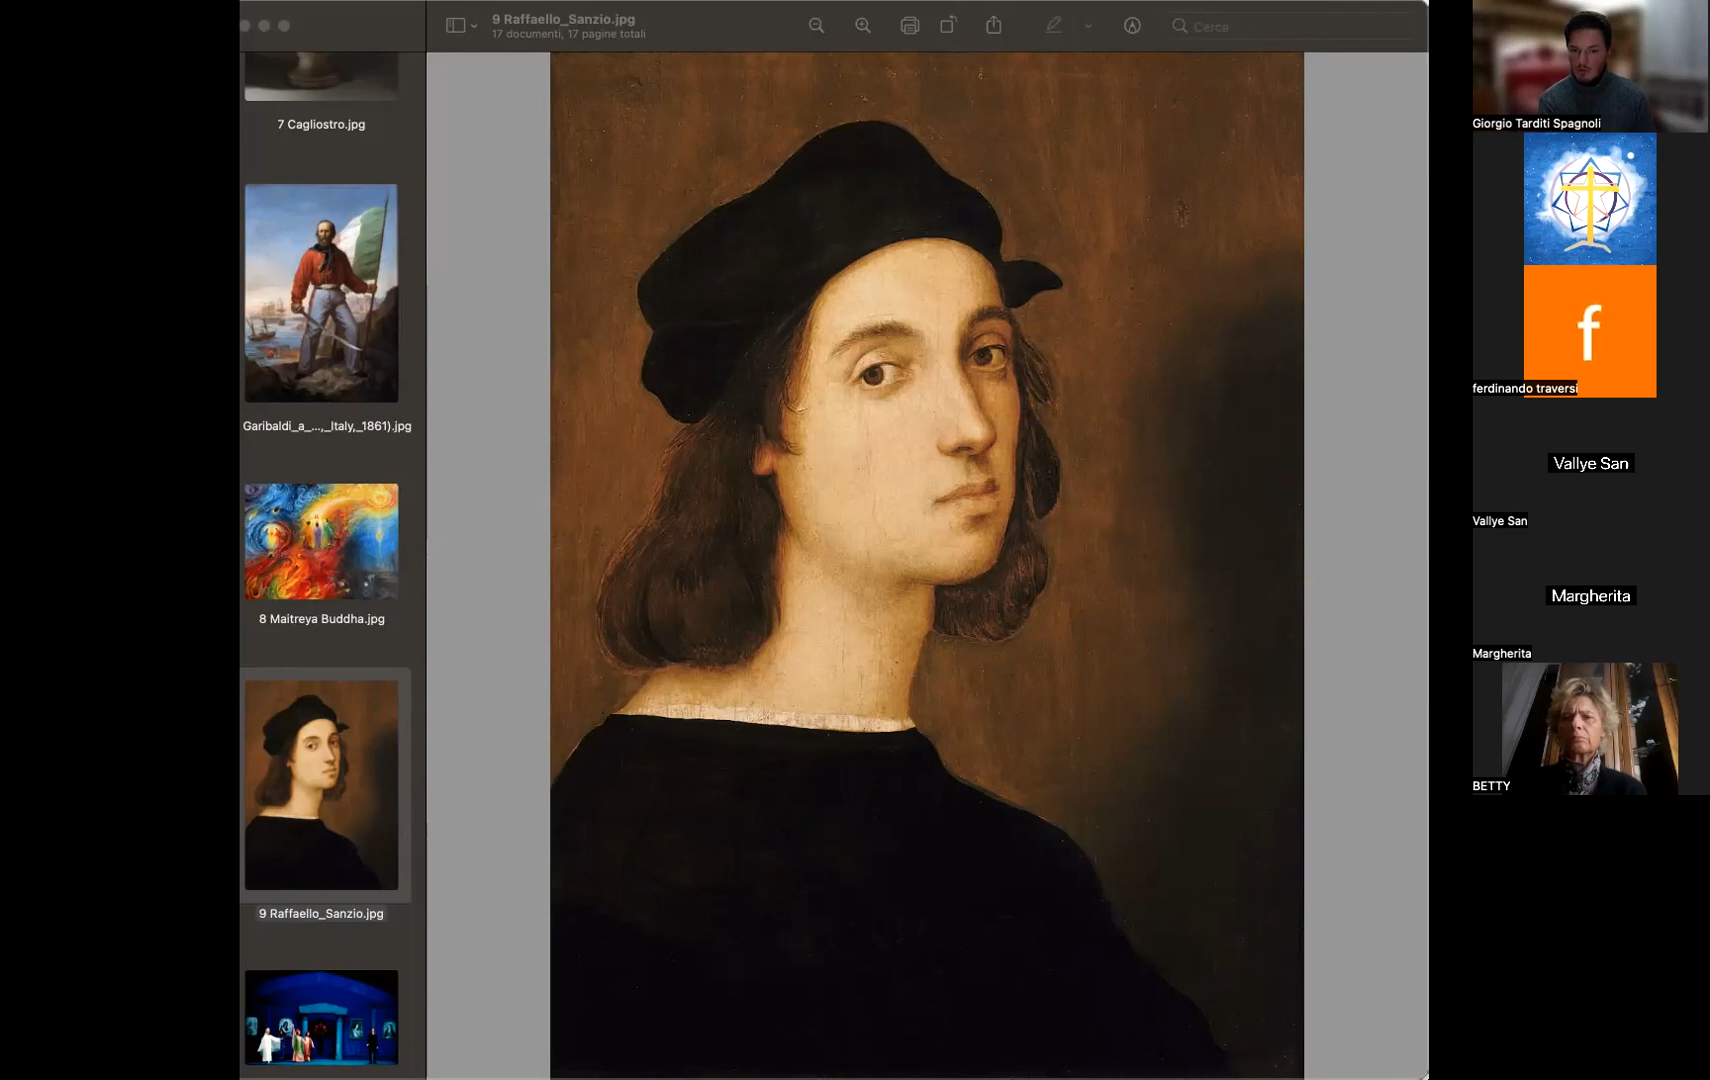 9 Raffaello_Sanzio.jpg
17 documenti, 17 pagine totali
Cerca
7 Cagliostro.jpg
Garibaldi_a_...,_Italy,_1861).jpg
8 Maitreya Buddha.jpg
9 Raffaello_Sanzio.jpg
Giorgio Tarditi Spagnoli
f
ferdinando traversi
Vallye San
Vallye San
Margherita
Margherita
BETTY